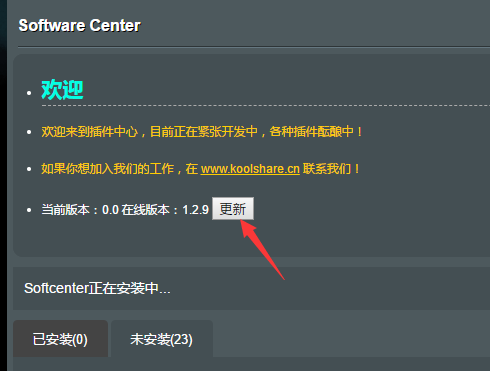 Software Center
欢迎
欢迎来到插件中心，目前正在紧张开发中，各种插件酝酿中！
如果你想加入我们的工作，在 www.koolshare.cn 联系我们！
当前版本：0.0 在线版本：1.2.9 更新
Softcenter正在安装中...
已安装(0) 未安装(23)